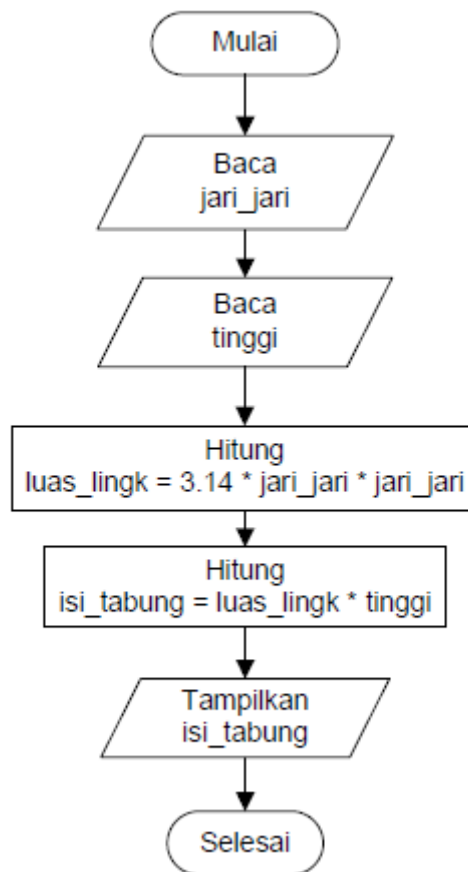 Mulai
Baca
jari_jari
Baca
tinggi
Hitung
luas_lingk = 3.14 * jari_jari * jari_jari
Hitung
isi_tabung = luas_lingk * tinggi
Tampilkan
isi_tabung
Selesai